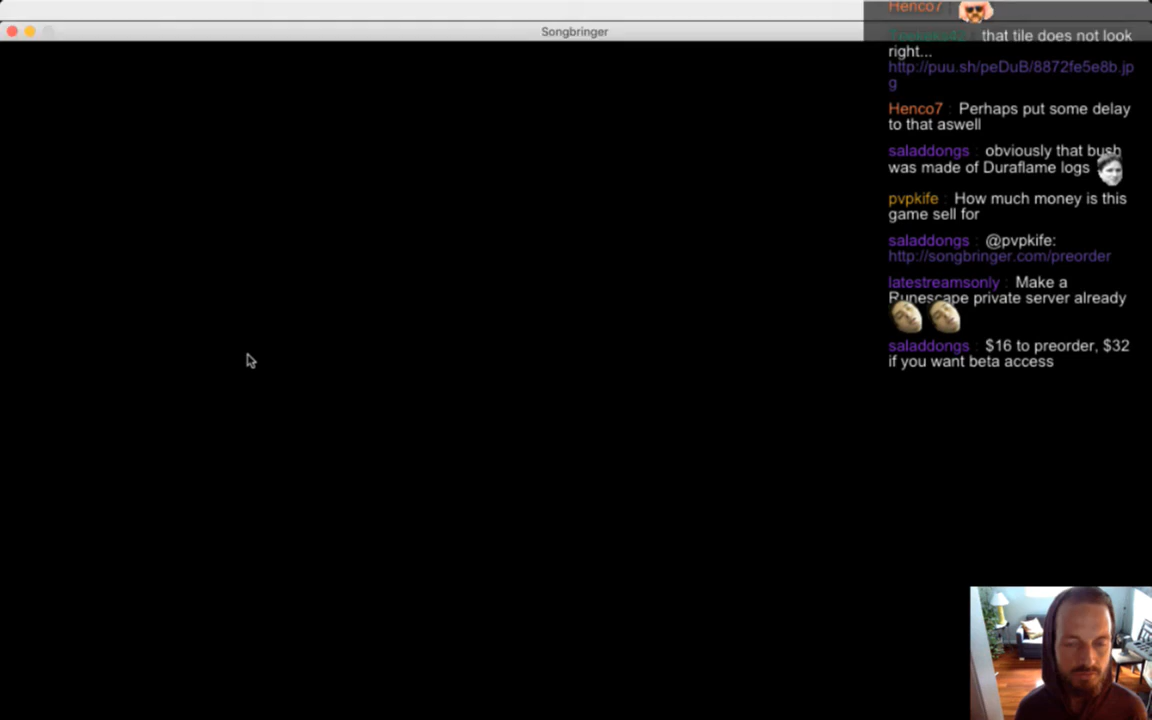 Songbringer
Henco7 :
that tile does not look
right...
http://puu.sh/peDuB/8872fe5e8b.jp
g
Henco7 : Perhaps put some delay
to that aswell
saladdongs : obviously that bush
was made of Duraflame logs
pvpkife : How much money is this
game sell for
saladdongs : @pvpkife:
http://songbringer.com/preorder
latestreamsonly : Make a
Runescape private server already
saladdongs : $16 to preorder, $32
if you want beta access